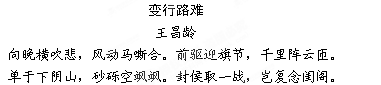 变行路难
王昌龄
向晚横吹悲，风动马嘶合。前驱迎旗节，千里阵云匝。
单于下阴山，砂砾空飒飒。封侯取一战，岂复念闺阁。